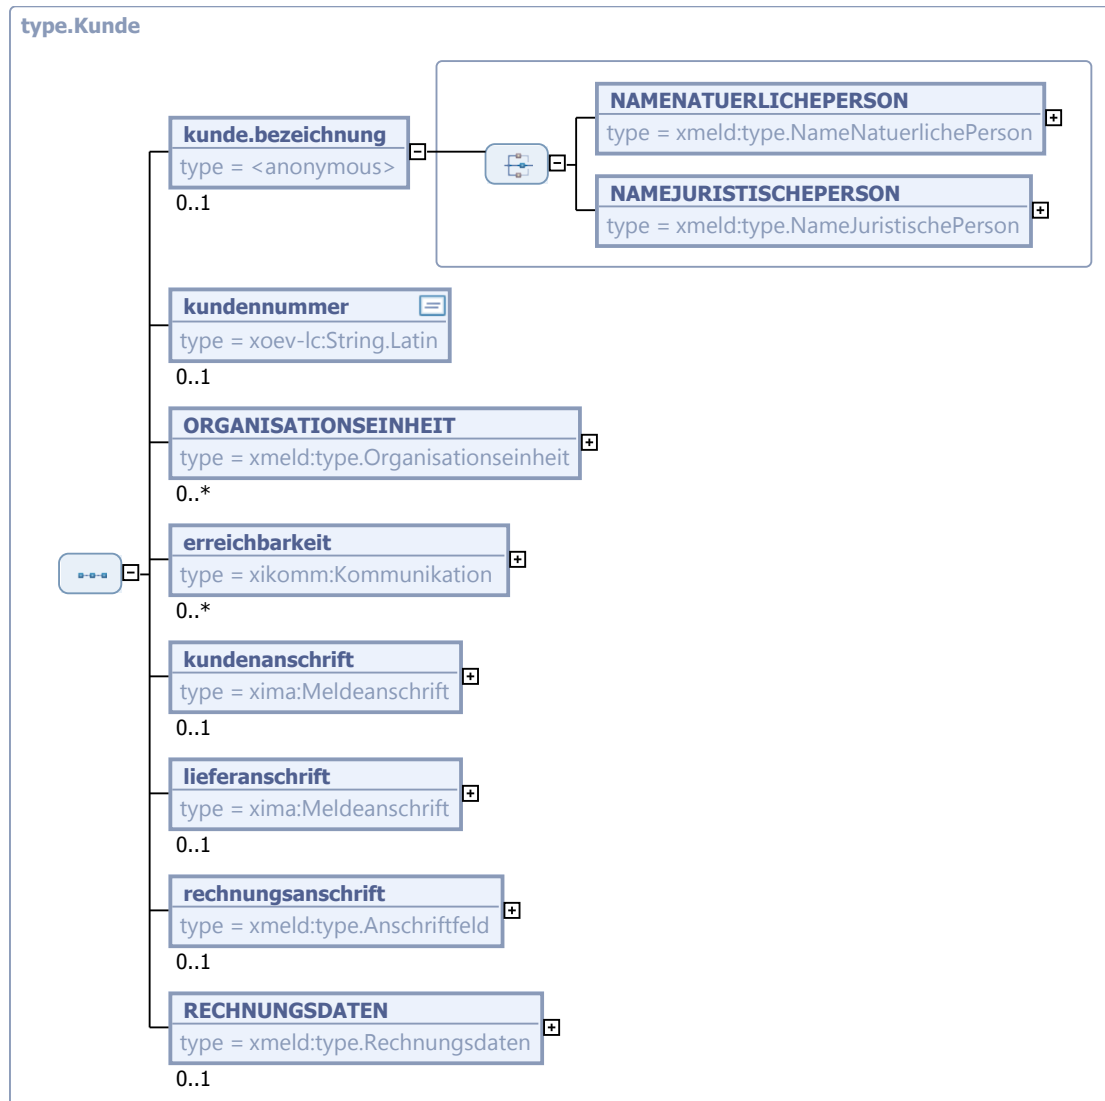 type.Kunde
kunde.bezeichnung
type = <anonymous>
0..1
NAMENATUERLICHEPERSON
type = xmeld:type.NameNatuerlichePerson
NAMEJURISTISCHEPERSON
type = xmeld:type.NameJuristischePerson
kundennummer
type = xoev-lc:String.Latin
0..1
ORGANISATIONSEINHEIT
type = xmeld:type.Organisationseinheit
0..*
erreichbarkeit
type = xikomm:Kommunikation
0..*
kundenanschrift
type = xima:Meldeanschrift
0..1
lieferanschrift
type = xima:Meldeanschrift
0..1
rechnungsanschrift
type = xmeld:type.Anschriftfeld
0..1
RECHNUNGSDATEN
type = xmeld:type.Rechnungsdaten
0..1